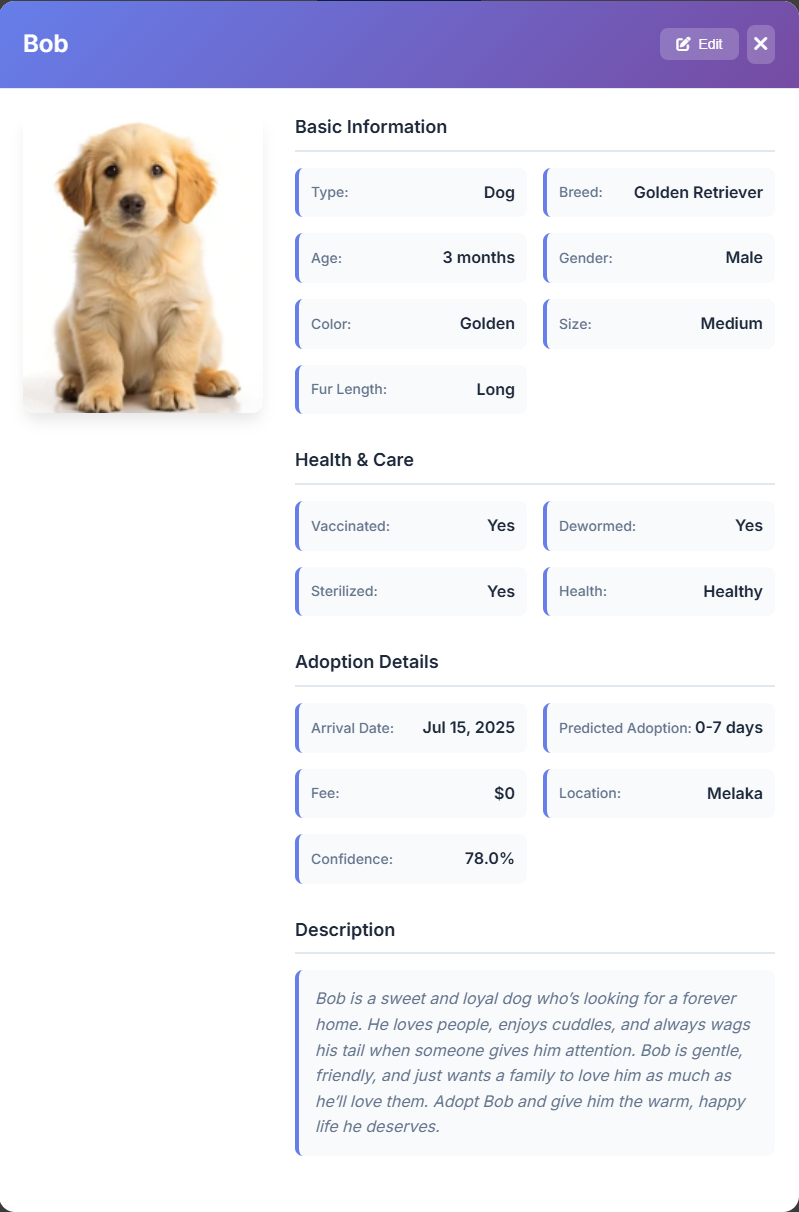 Bob
Edit
Basic Information
Type: Dog
Breed: Golden Retriever
Age: 3 months
Gender: Male
Color: Golden
Size: Medium
Fur Length: Long
Health & Care
Vaccinated: Yes
Dewormed: Yes
Sterilized: Yes
Health: Healthy
Adoption Details
Arrival Date: Jul 15, 2025
Predicted Adoption: 0-7 days
Fee: $0
Location: Melaka
Confidence: 78.0%
Description
Bob is a sweet and loyal dog who’s looking for a forever
home. He loves people, enjoys cuddles, and always wags
his tail when someone gives him attention. Bob is gentle,
friendly, and just wants a family to love him as much as
he’ll love them. Adopt Bob and give him the warm, happy
life he deserves.